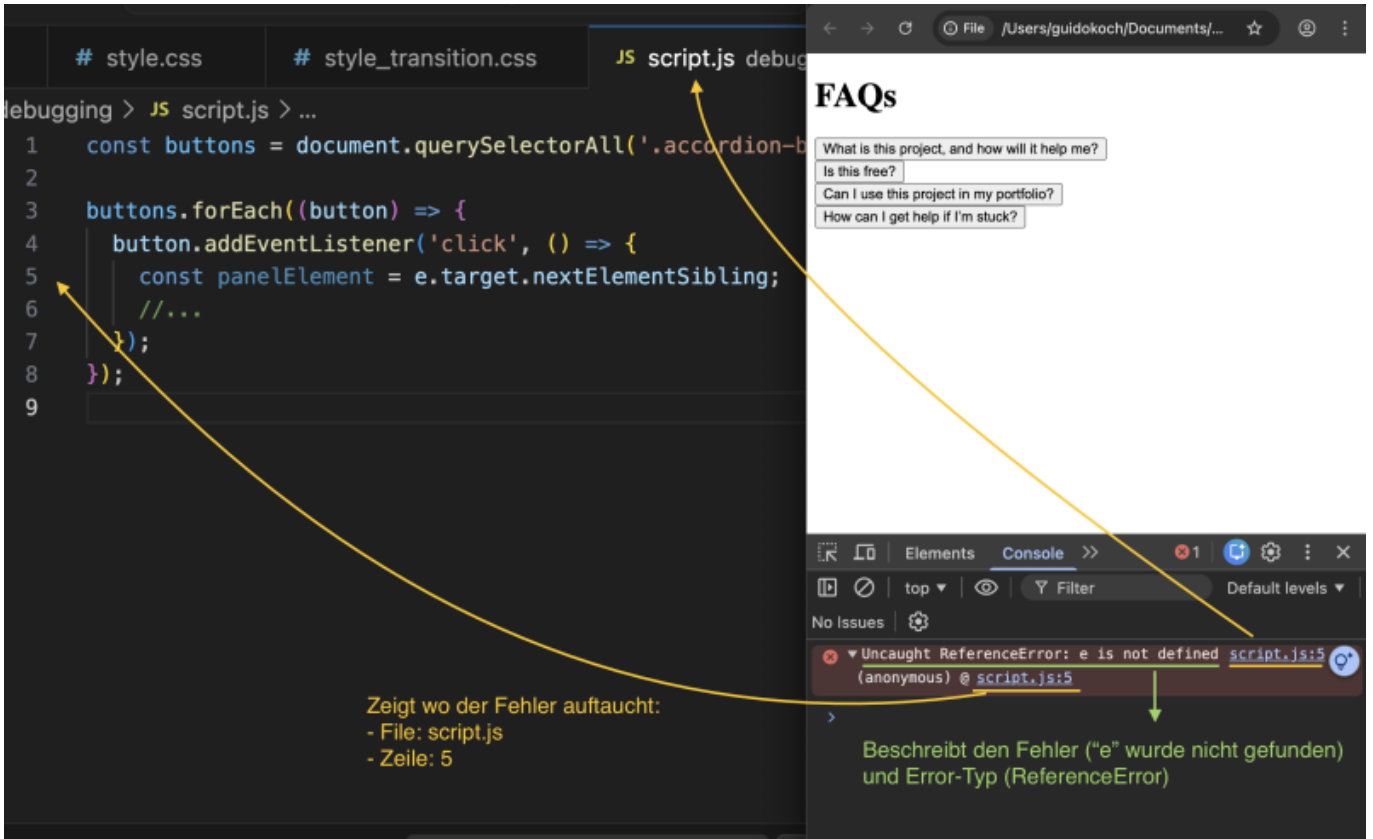 # style.css
# style_transition.css
JS script.js
debugging > JS script.js > ...
1 const buttons = document.querySelectorAll('.accordion-b
2
3 buttons.forEach((button) => {
4 button.addEventListener('click', () => {
5 const panelElement = e.target.nextElementSibling;
6 //...
7 });
8 });
9
File /Users/guidokoch/Documents/...
FAQs
What is this project, and how will it help me?
Is this free?
Can I use this project in my portfolio?
How can I get help if I'm stuck?
Elements Console 1
top Filter Default levels
No Issues
Uncaught ReferenceError: e is not defined script.js:5
(anonymous) @ script.js:5
Zeigt wo der Fehler auftaucht:
- File: script.js
- Zeile: 5
Beschreibt den Fehler (“e” wurde nicht gefunden)
und Error-Typ (ReferenceError)